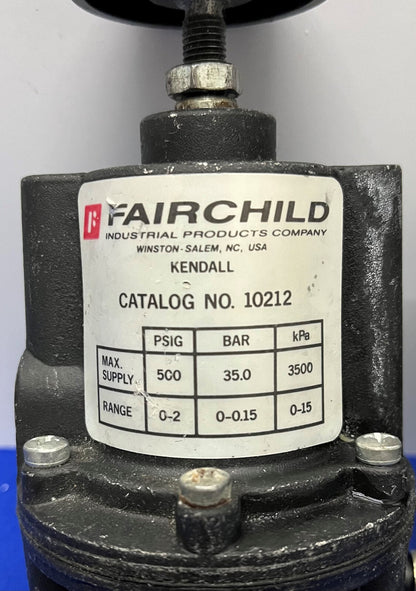 FAIRCHILD
INDUSTRIAL PRODUCTS COMPANY
WINSTON-SALEM, NC, USA
KENDALL
CATALOG NO. 10212
PSIG BAR kPa
MAX. SUPPLY 500 35.0 3500
RANGE 0-2 0-0.15 0-15